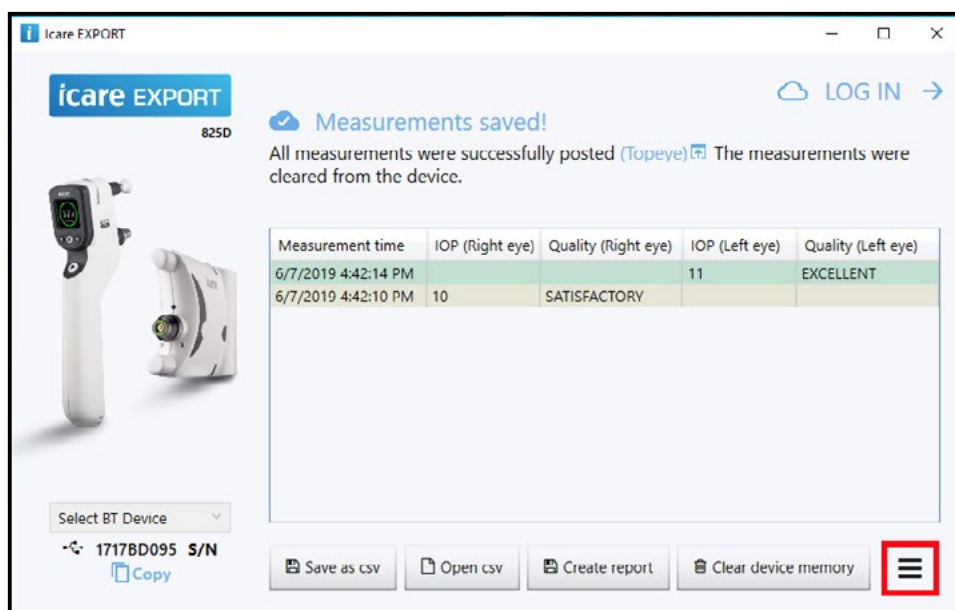 Icare EXPORT
icare EXPORT
825D
LOG IN
Measurements saved!
All measurements were successfully posted (Topeye) The measurements were
cleared from the device.
Measurement time IOP (Right eye) Quality (Right eye) IOP (Left eye) Quality (Left eye)
6/7/2019 4:42:14 PM 11 EXCELLENT
6/7/2019 4:42:10 PM 10 SATISFACTORY
Select BT Device
1717BD095 S/N
Copy
Save as csv Open csv Create report Clear device memory